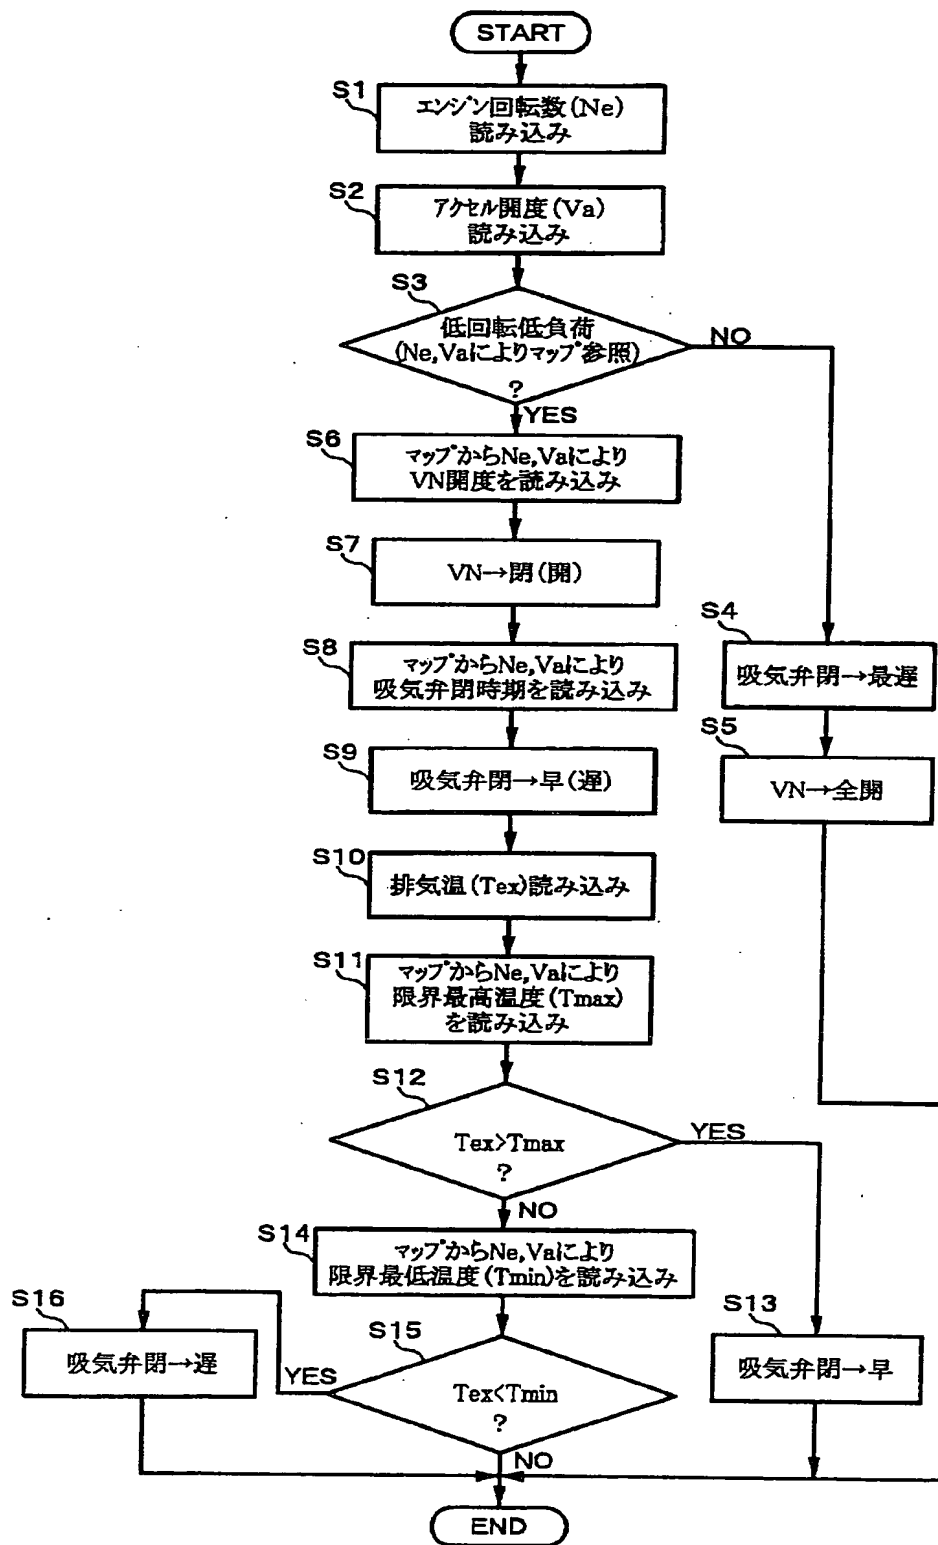 START
S1
エンジン回転数(Ne)
読み込み
S2
アクセル開度(Va)
読み込み
S3
低回転低負荷
(Ne,Vaによりマップ参照)
?
NO
YES
S6
マップからNe,Vaにより
VN開度を読み込み
S7
VN→閉(開)
S4
吸気弁閉→最遅
S8
マップからNe,Vaにより
吸気弁閉時期を読み込み
S5
VN→全開
S9
吸気弁閉→早(遅)
S10
排気温(Tex)読み込み
S11
マップからNe,Vaにより
限界最高温度(Tmax)
を読み込み
S12
Tex>Tmax
?
YES
NO
S14
マップからNe,Vaにより
限界最低温度(Tmin)を読み込み
S16
吸気弁閉→遅
S15
YES
Tex<Tmin
?
S13
吸気弁閉→早
NO
END